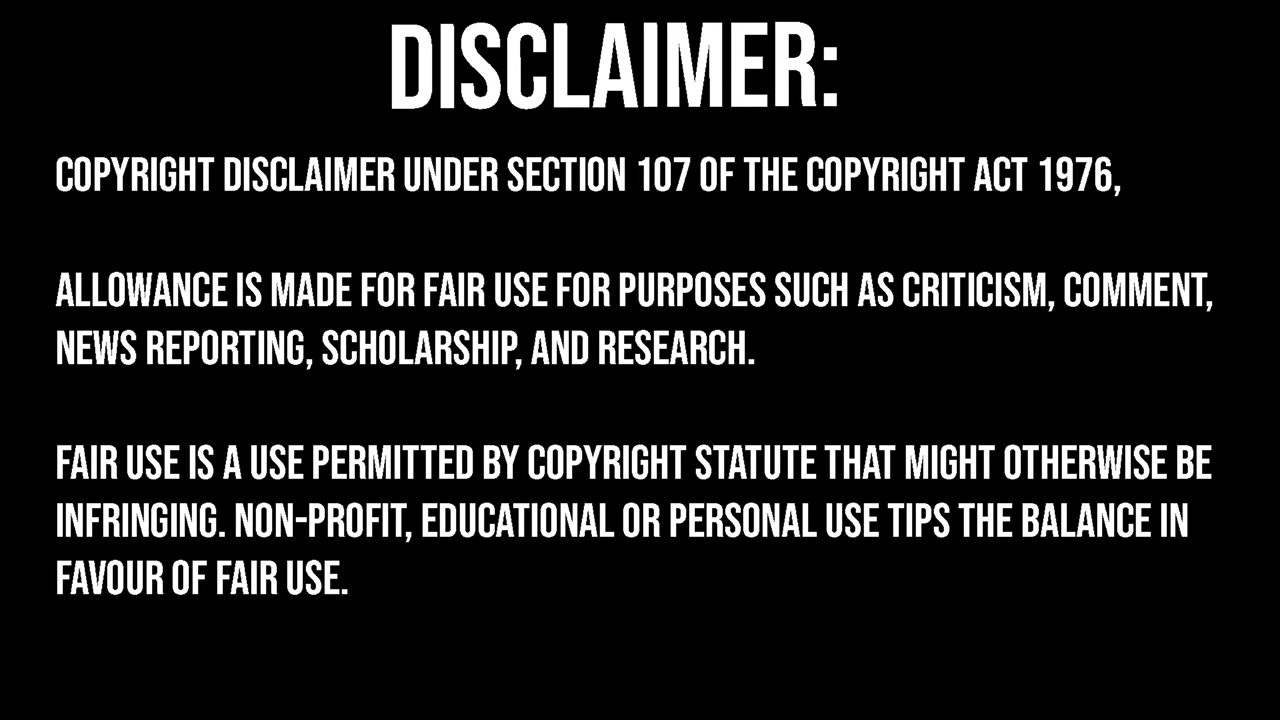 DISCLAIMER:
COPYRIGHT DISCLAIMER UNDER SECTION 107 OF THE COPYRIGHT ACT 1976,
ALLOWANCE IS MADE FOR FAIR USE FOR PURPOSES SUCH AS CRITICISM, COMMENT,
NEWS REPORTING, SCHOLARSHIP, AND RESEARCH.
FAIR USE IS A USE PERMITTED BY COPYRIGHT STATUTE THAT MIGHT OTHERWISE BE
INFRINGING. NON-PROFIT, EDUCATIONAL OR PERSONAL USE TIPS THE BALANCE IN
FAVOUR OF FAIR USE.